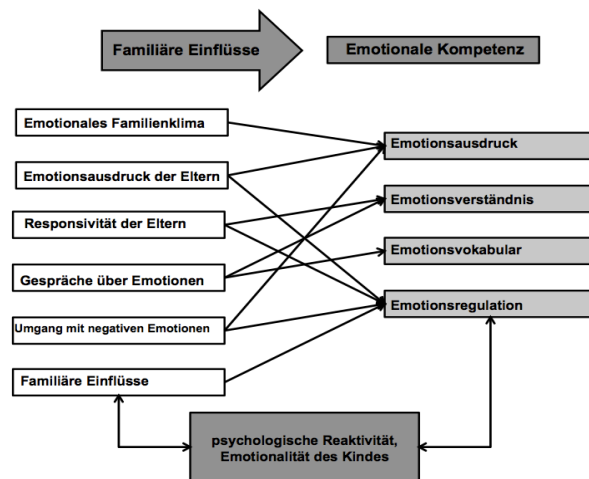 Familiäre Einflüsse
Emotionale Kompetenz
Emotionales Familienklima
Emotionsausdruck der Eltern
Responsivität der Eltern
Gespräche über Emotionen
Umgang mit negativen Emotionen
Familiäre Einflüsse
Emotionsausdruck
Emotionsverständnis
Emotionsvokabular
Emotionsregulation
psychologische Reaktivität,
Emotionalität des Kindes